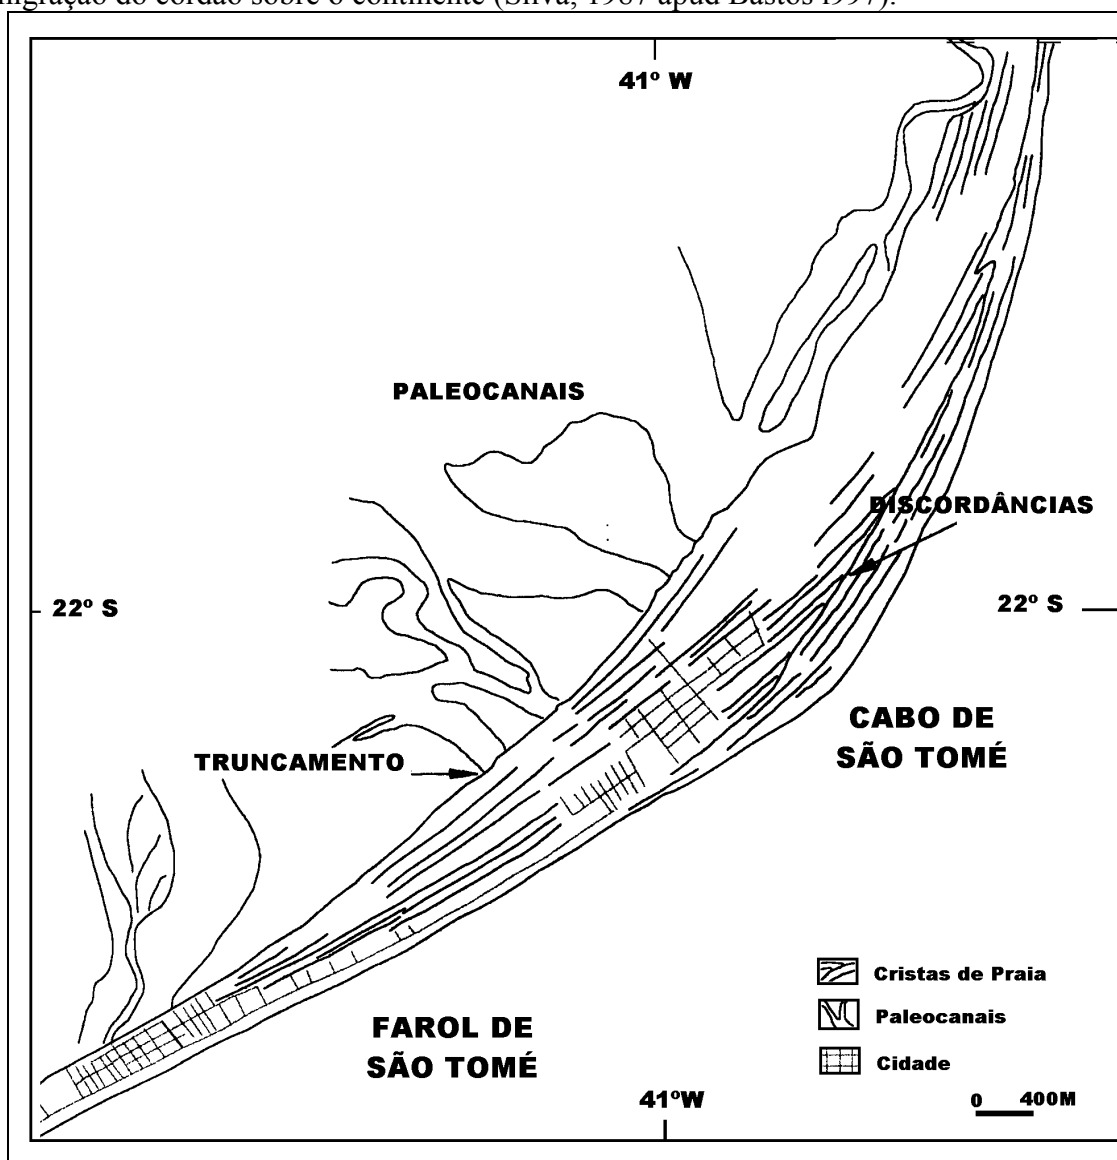 migração do cordão sobre o continente (Silva, 1987 apud Bastos 1997).
41º W
PALEOCANAIS
DISCORDÂNCIAS
22º S
22º S
CABO DE
SÃO TOMÉ
TRUNCAMENTO
Cristas de Praia
FAROL DE
SÃO TOMÉ
Paleocanais
Cidade
41ºW
0 400M